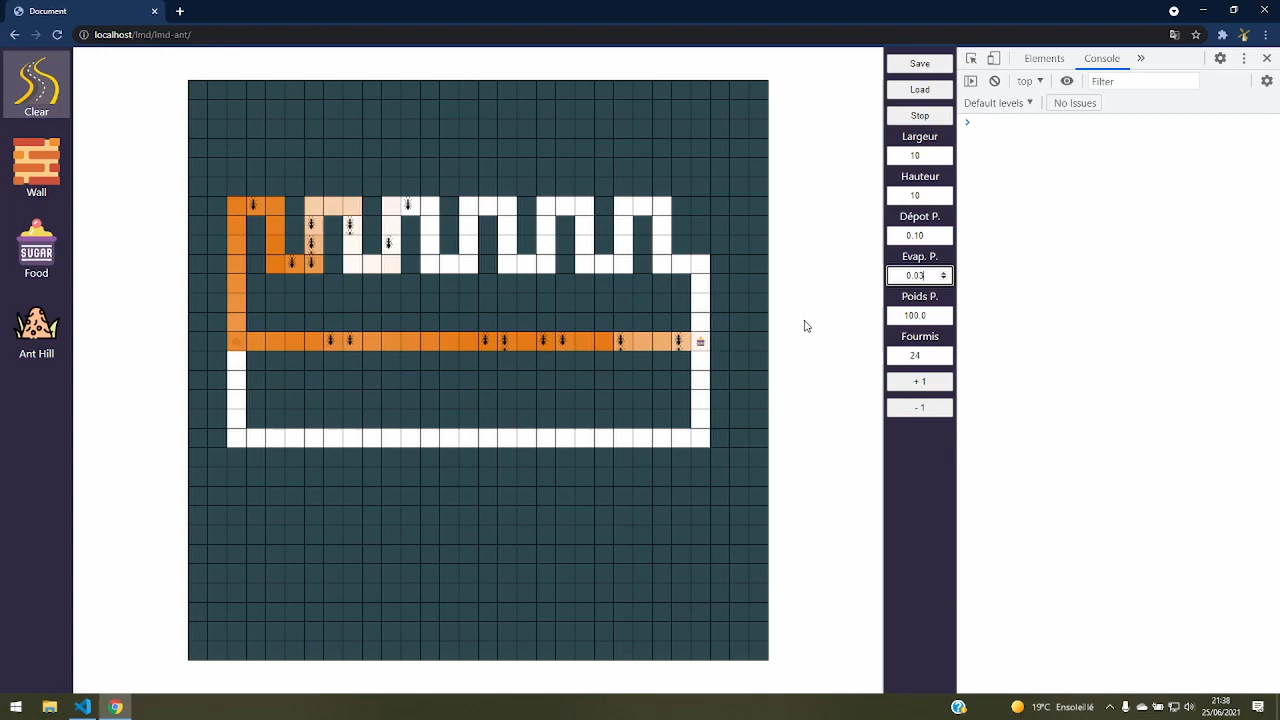 Document
localhost/lmd/lmd-ant/
Clear
Wall
SUGAR
Food
Ant Hill
Save
Load
Stop
Largeur
10
Hauteur
10
Dépot P.
0.10
Evap. P.
0.03
Poids P.
100.0
Fourmis
24
+ 1
- 1
Elements
Console
top
Filter
Default levels
No Issues
19°C Ensoleillé
21:38
25/06/2021